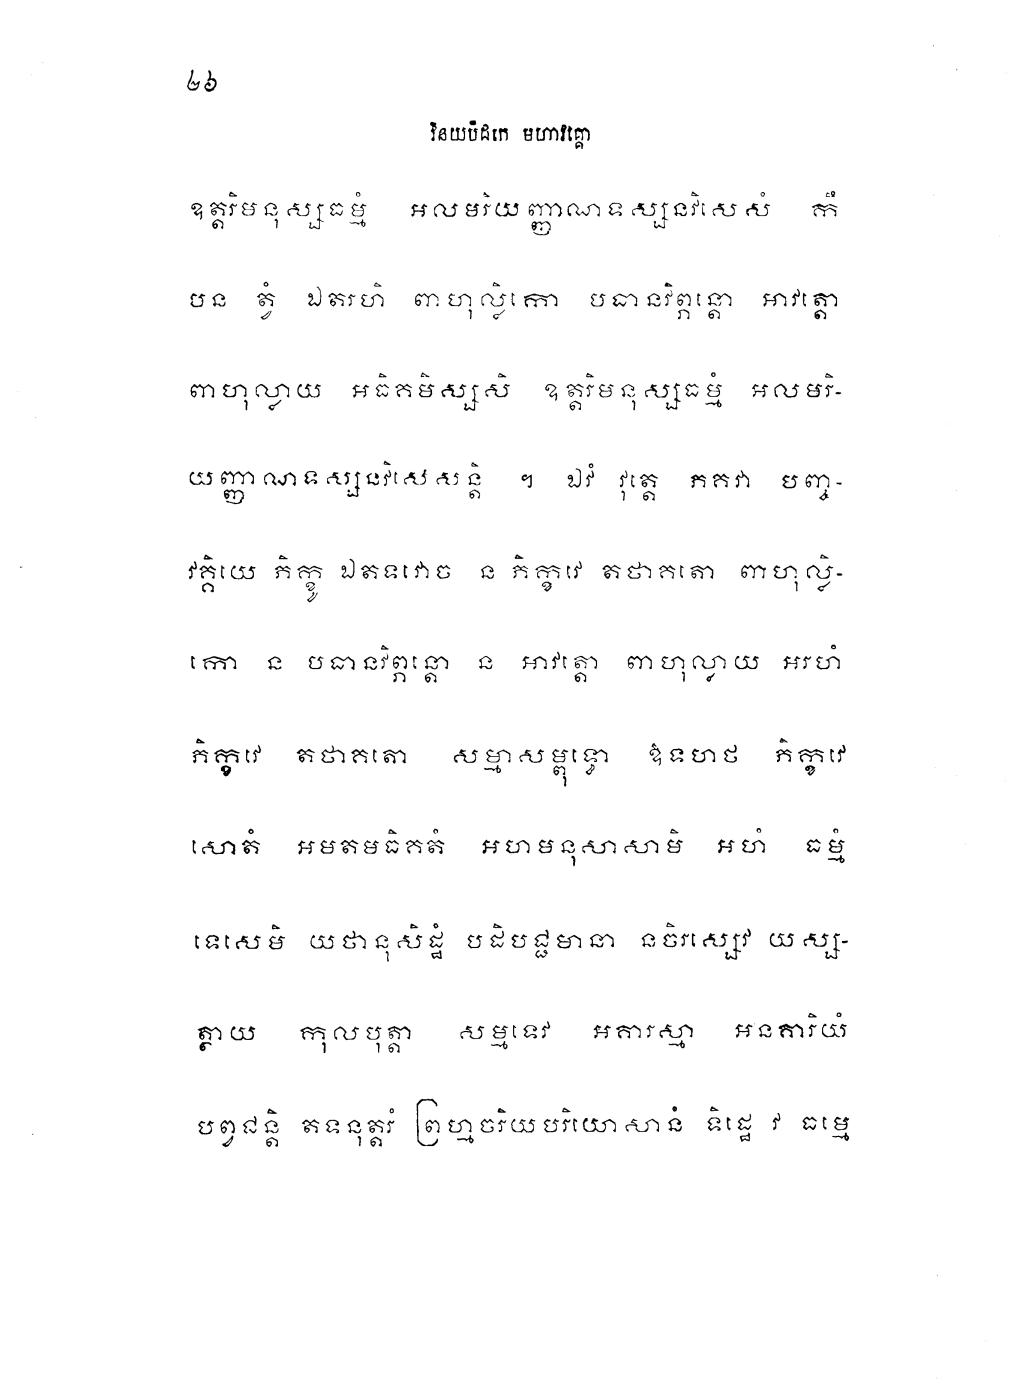 ២៦
វិនយបិដកេ មហាវគ្គោ
ឧត្តរិមនុស្សធម្មំ អលមរិយញ្ញាណទស្សនវិសេសំ កឹ
បន ត្វំ ឯតរហិ ពាហុល្លិកោ បធានវិព្ភន្តោ អាវត្តោ
ពាហុល្លាយ អធិគមិស្សសិ ឧត្តរិមនុស្សធម្មំ អលមរិ-
យញ្ញាណទស្សនវិសេសន្តិ ។ ឯវំ វុត្តេ ភគវា បញ្ច-
វគ្គិយេ ភិក្ខូ ឯតទវោច ន ភិក្ខវេ តថាគតោ ពាហុល្លិ-
កោ ន បធានវិព្ភន្តោ ន អាវត្តោ ពាហុល្លាយ អរហំ
ភិក្ខវេ តថាគតោ សម្មាសម្ពុទ្ធោ ឱទហថ ភិក្ខវេ
សោតំ អមតមធិគតំ អហមនុសាសាមិ អហំ ធម្មំ
ទេសេមិ យថានុសិដ្ឋំ បដិបជ្ជមានា នចិរស្សេវ យស្ស-
ត្ថាយ កុលបុត្តា សម្មទេវ អគារស្មា អនគារិយំ
បព្វជន្តិ តទនុត្តរំ ព្រហ្មចរិយបរិយោសានំ ទិដ្ឋេ វ ធម្មេ